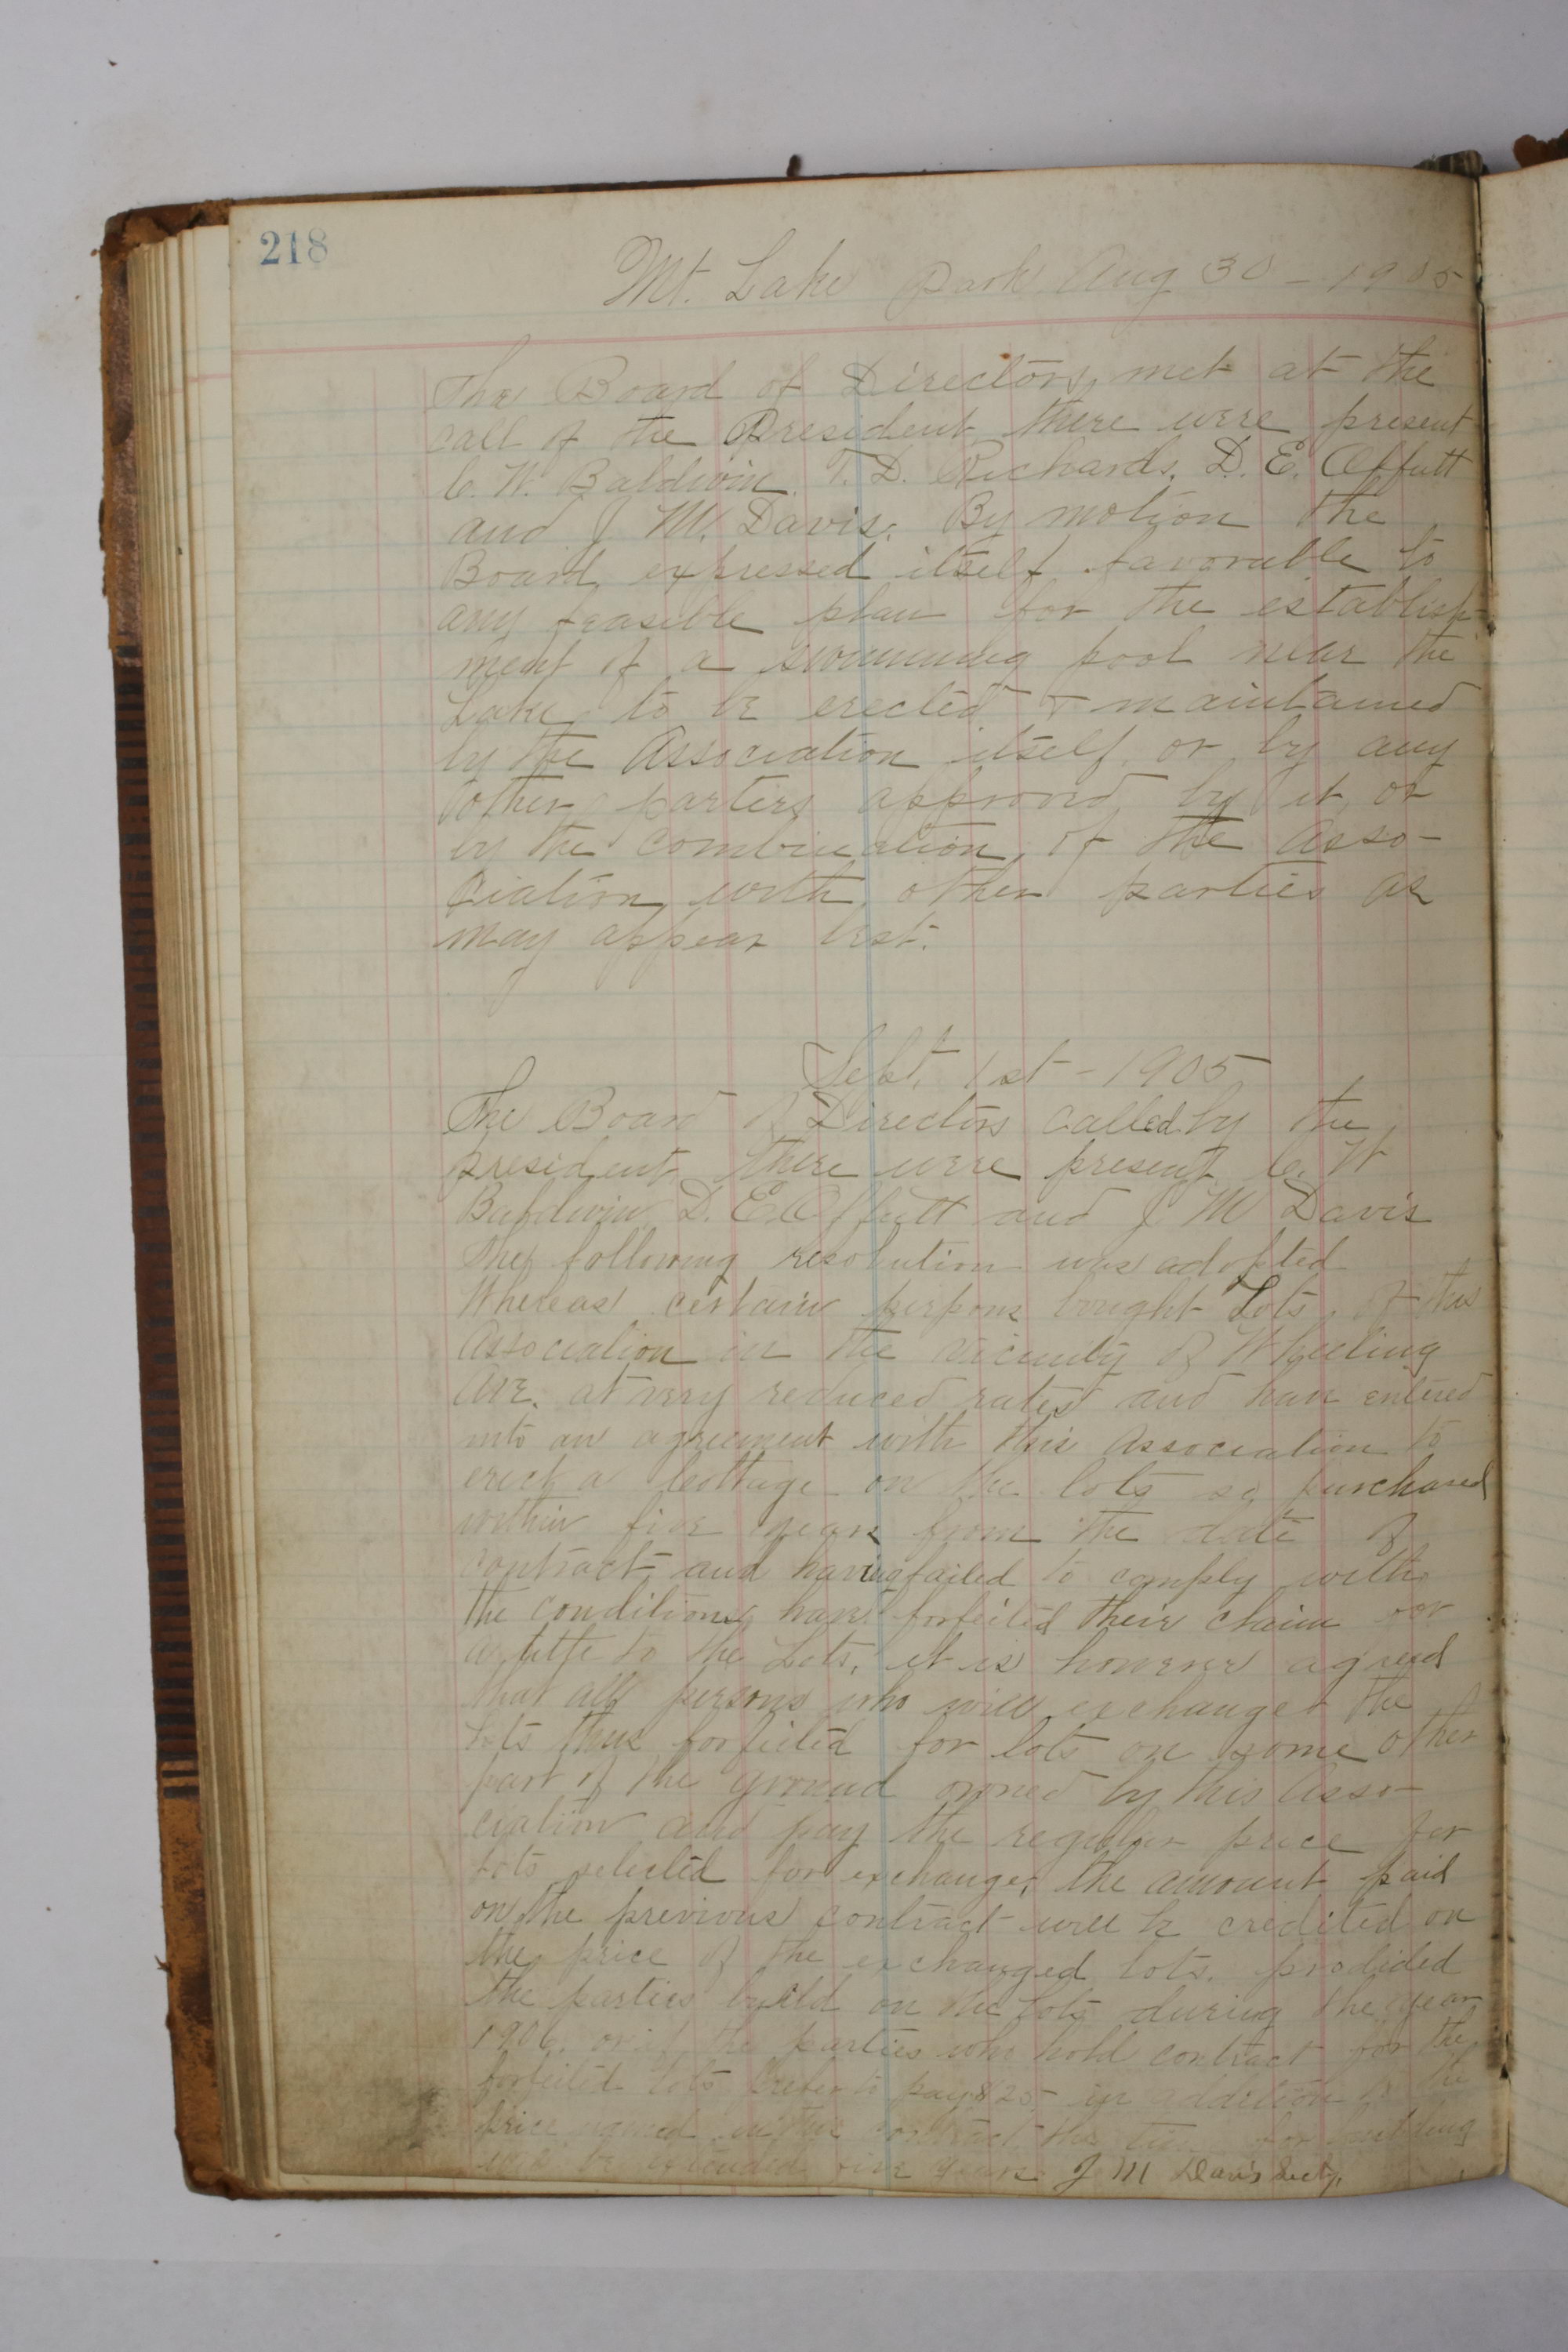 218
Mt. Lake Park Aug 30 - 1905
The Board of Directors, met at the
call of the President, there were present
C. W. Baldwin. T. D. Richards, D. E. Offutt
and J. M. Davis. By motion the
Board, expressed itself favorable to
any feasible plan for the establish-
ment of a swimming pool near the
Lake, to be erected & maintained
by the Association itself, or by any
other parties approved by it, or
by the combination, of the Asso-
ciation, with other parties as
may appear best.
Sept. 1st - 1905
The Board of Directors called by the
president, there were present C. W
Baldwin, D. E. Offutt and J M Davis
The following resolution was adopted
Whereas certain persons bought Lots, of this
Association in the vicinity of Wheeling
Ave. at very reduced rates and have entered
into an agreement with this Association to
erect a Cottage on the lots so purchased
within five years from the date of
contract, and having failed to comply with
the conditions, have forfeited their claim or
a title to the Lots, it is however agreed
that all persons who will exchange the
Lots thus forfeited for lots on some other
part of the ground owned by this Asso-
ciation and pay the regular price for
lots selected for exchange, the amount paid
on the previous contract will be credited on
the price of the exchanged lots. provided
the parties build on the lots during the year
1906. or if the parties who hold contract for the
forfeited lots prefer to pay $25 in addition to the
price named in the contract the time for building
will be extended five years. J M Davis Secty.